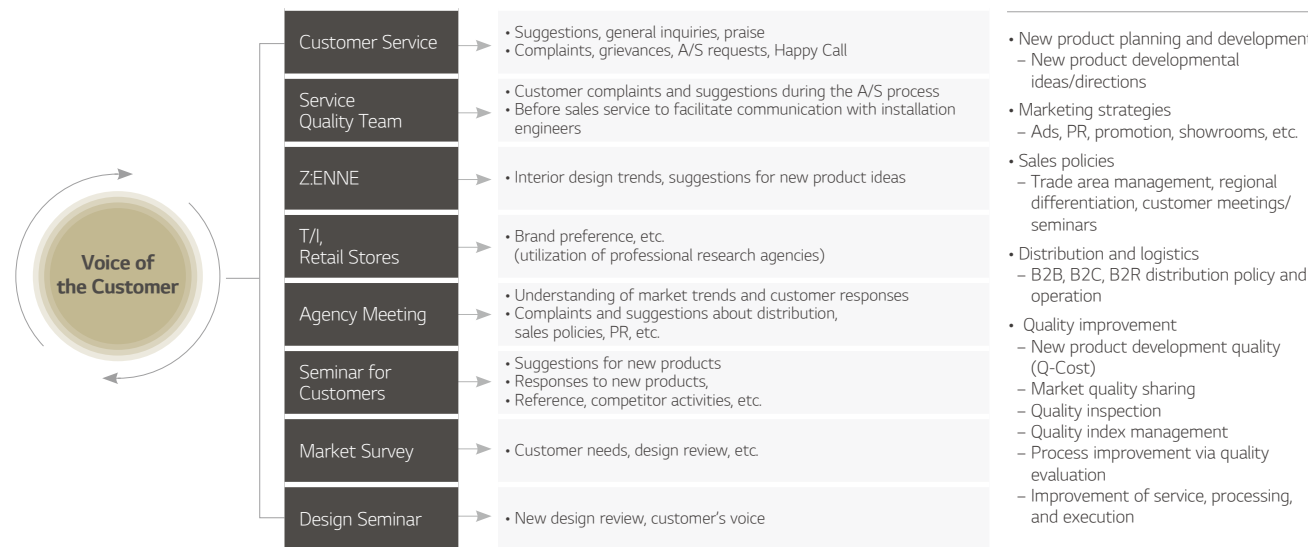 Voice of
the Customer
Customer Service
• Suggestions, general inquiries, praise
• Complaints, grievances, A/S requests, Happy Call
Service
Quality Team
• Customer complaints and suggestions during the A/S process
• Before sales service to facilitate communication with installation
engineers
Z:ENNE
• Interior design trends, suggestions for new product ideas
T/I,
Retail Stores
• Brand preference, etc.
(utilization of professional research agencies)
Agency Meeting
• Understanding of market trends and customer responses
• Complaints and suggestions about distribution,
sales policies, PR, etc.
Seminar for
Customers
• Suggestions for new products
• Responses to new products,
• Reference, competitor activities, etc.
Market Survey
• Customer needs, design review, etc.
Design Seminar
• New design review, customer's voice
• New product planning and development
– New product developmental
ideas/directions
• Marketing strategies
– Ads, PR, promotion, showrooms, etc.
• Sales policies
– Trade area management, regional
differentiation, customer meetings/
seminars
• Distribution and logistics
– B2B, B2C, B2R distribution policy and
operation
• Quality improvement
– New product development quality
(Q-Cost)
– Market quality sharing
– Quality inspection
– Quality index management
– Process improvement via quality
evaluation
– Improvement of service, processing,
and execution